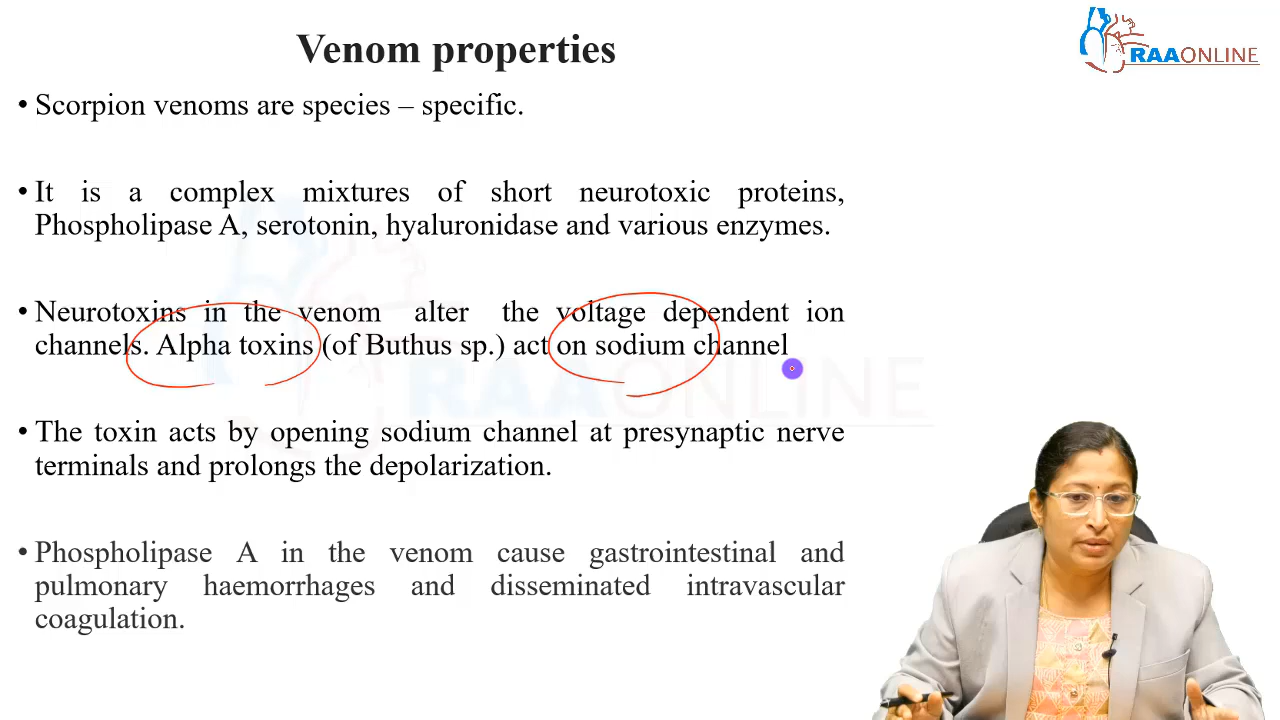 Venom properties
RAAONLINE
• Scorpion venoms are species – specific.
• It is a complex mixtures of short neurotoxic proteins,
Phospholipase A, serotonin, hyaluronidase and various enzymes.
• Neurotoxins in the venom alter the voltage dependent ion
channels. Alpha toxins (of Buthus sp.) act on sodium channel
RAAONLINE
• The toxin acts by opening sodium channel at presynaptic nerve
terminals and prolongs the depolarization.
• Phospholipase A in the venom cause gastrointestinal and
pulmonary haemorrhages and disseminated intravascular
coagulation.